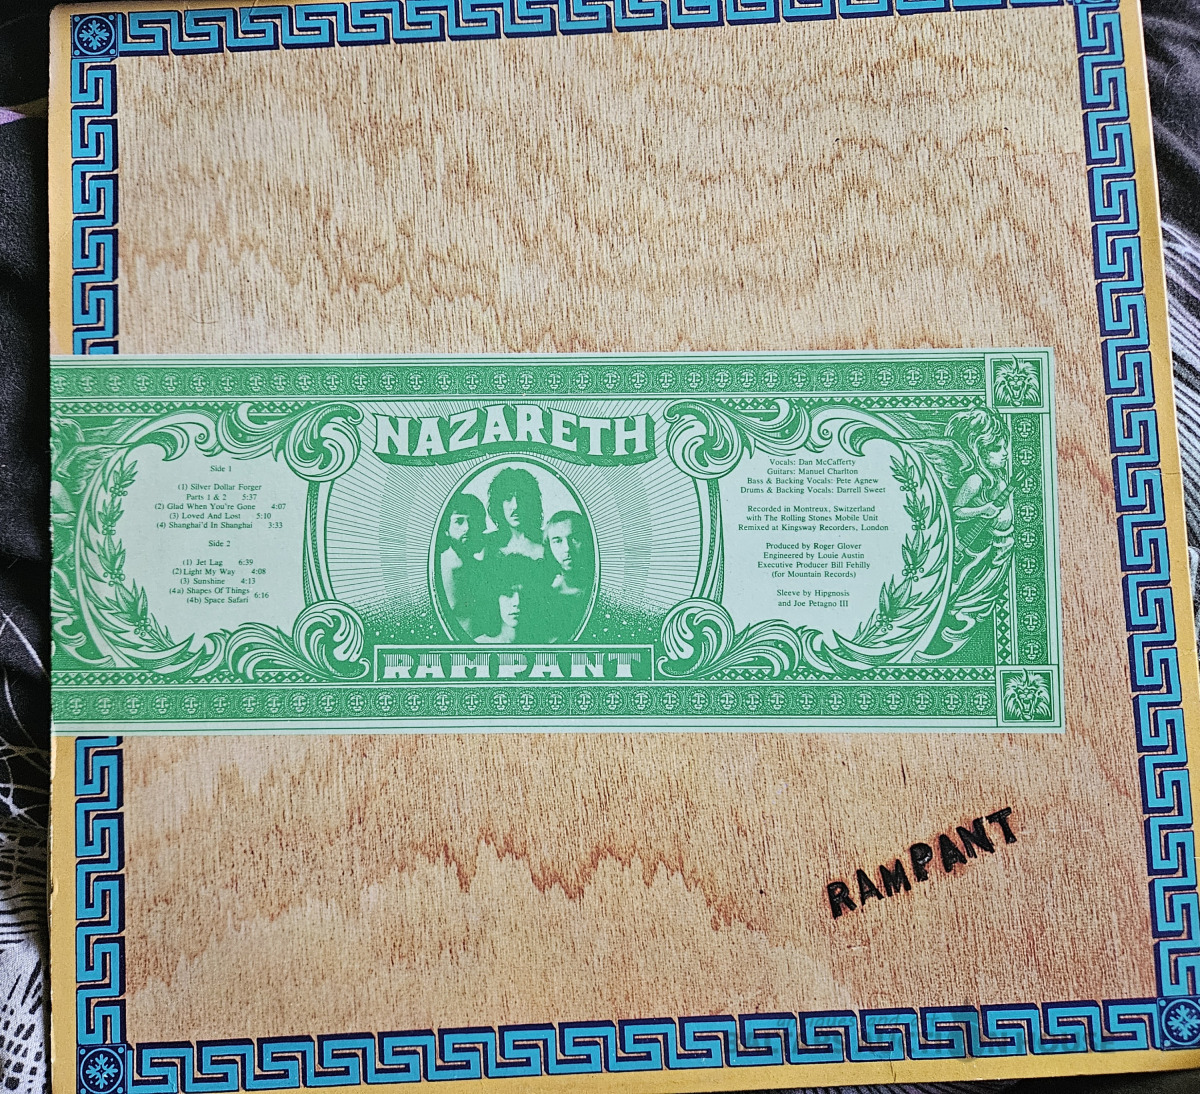 NAZARETH
Side 1
(1) Silver Dollar Forger
Parts 1 & 2 5:37
(2) Glad When You're Gone 4:07
(3) Loved And Lost 5:10
(4) Shanghai'd In Shanghai 3:33
Side 2
(1) Jet Lag 6:39
(2) Light My Way 4:08
(3) Sunshine 4:13
(4a) Shapes Of Things
(4b) Space Safari 6:16
Vocals: Dan McCafferty
Guitars: Manuel Charlton
Bass & Backing Vocals: Pete Agnew
Drums & Backing Vocals: Darrell Sweet
Recorded in Montreux, Switzerland
with The Rolling Stones Mobile Unit
Remixed at Kingsway Recorders, London
Produced by Roger Glover
Engineered by Louie Austin
Executive Producer Bill Fehilly
(for Mountain Records)
Sleeve by Hipgnosis
and Joe Petagno III
RAMPANT
RAMPANT